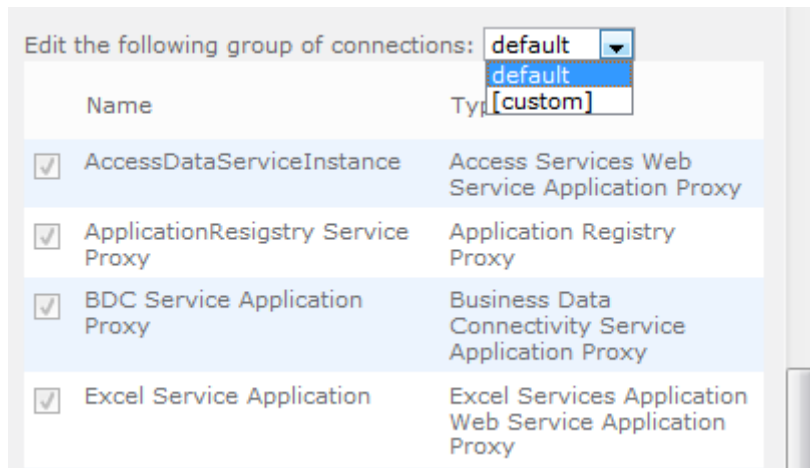 Edit the following group of connections: default
default
[custom]
Name
AccessDataServiceInstance
Access Services Web
Service Application Proxy
ApplicationResigstry Service
Proxy
Application Registry
Proxy
BDC Service Application
Proxy
Business Data
Connectivity Service
Application Proxy
Excel Service Application
Excel Services Application
Web Service Application
Proxy